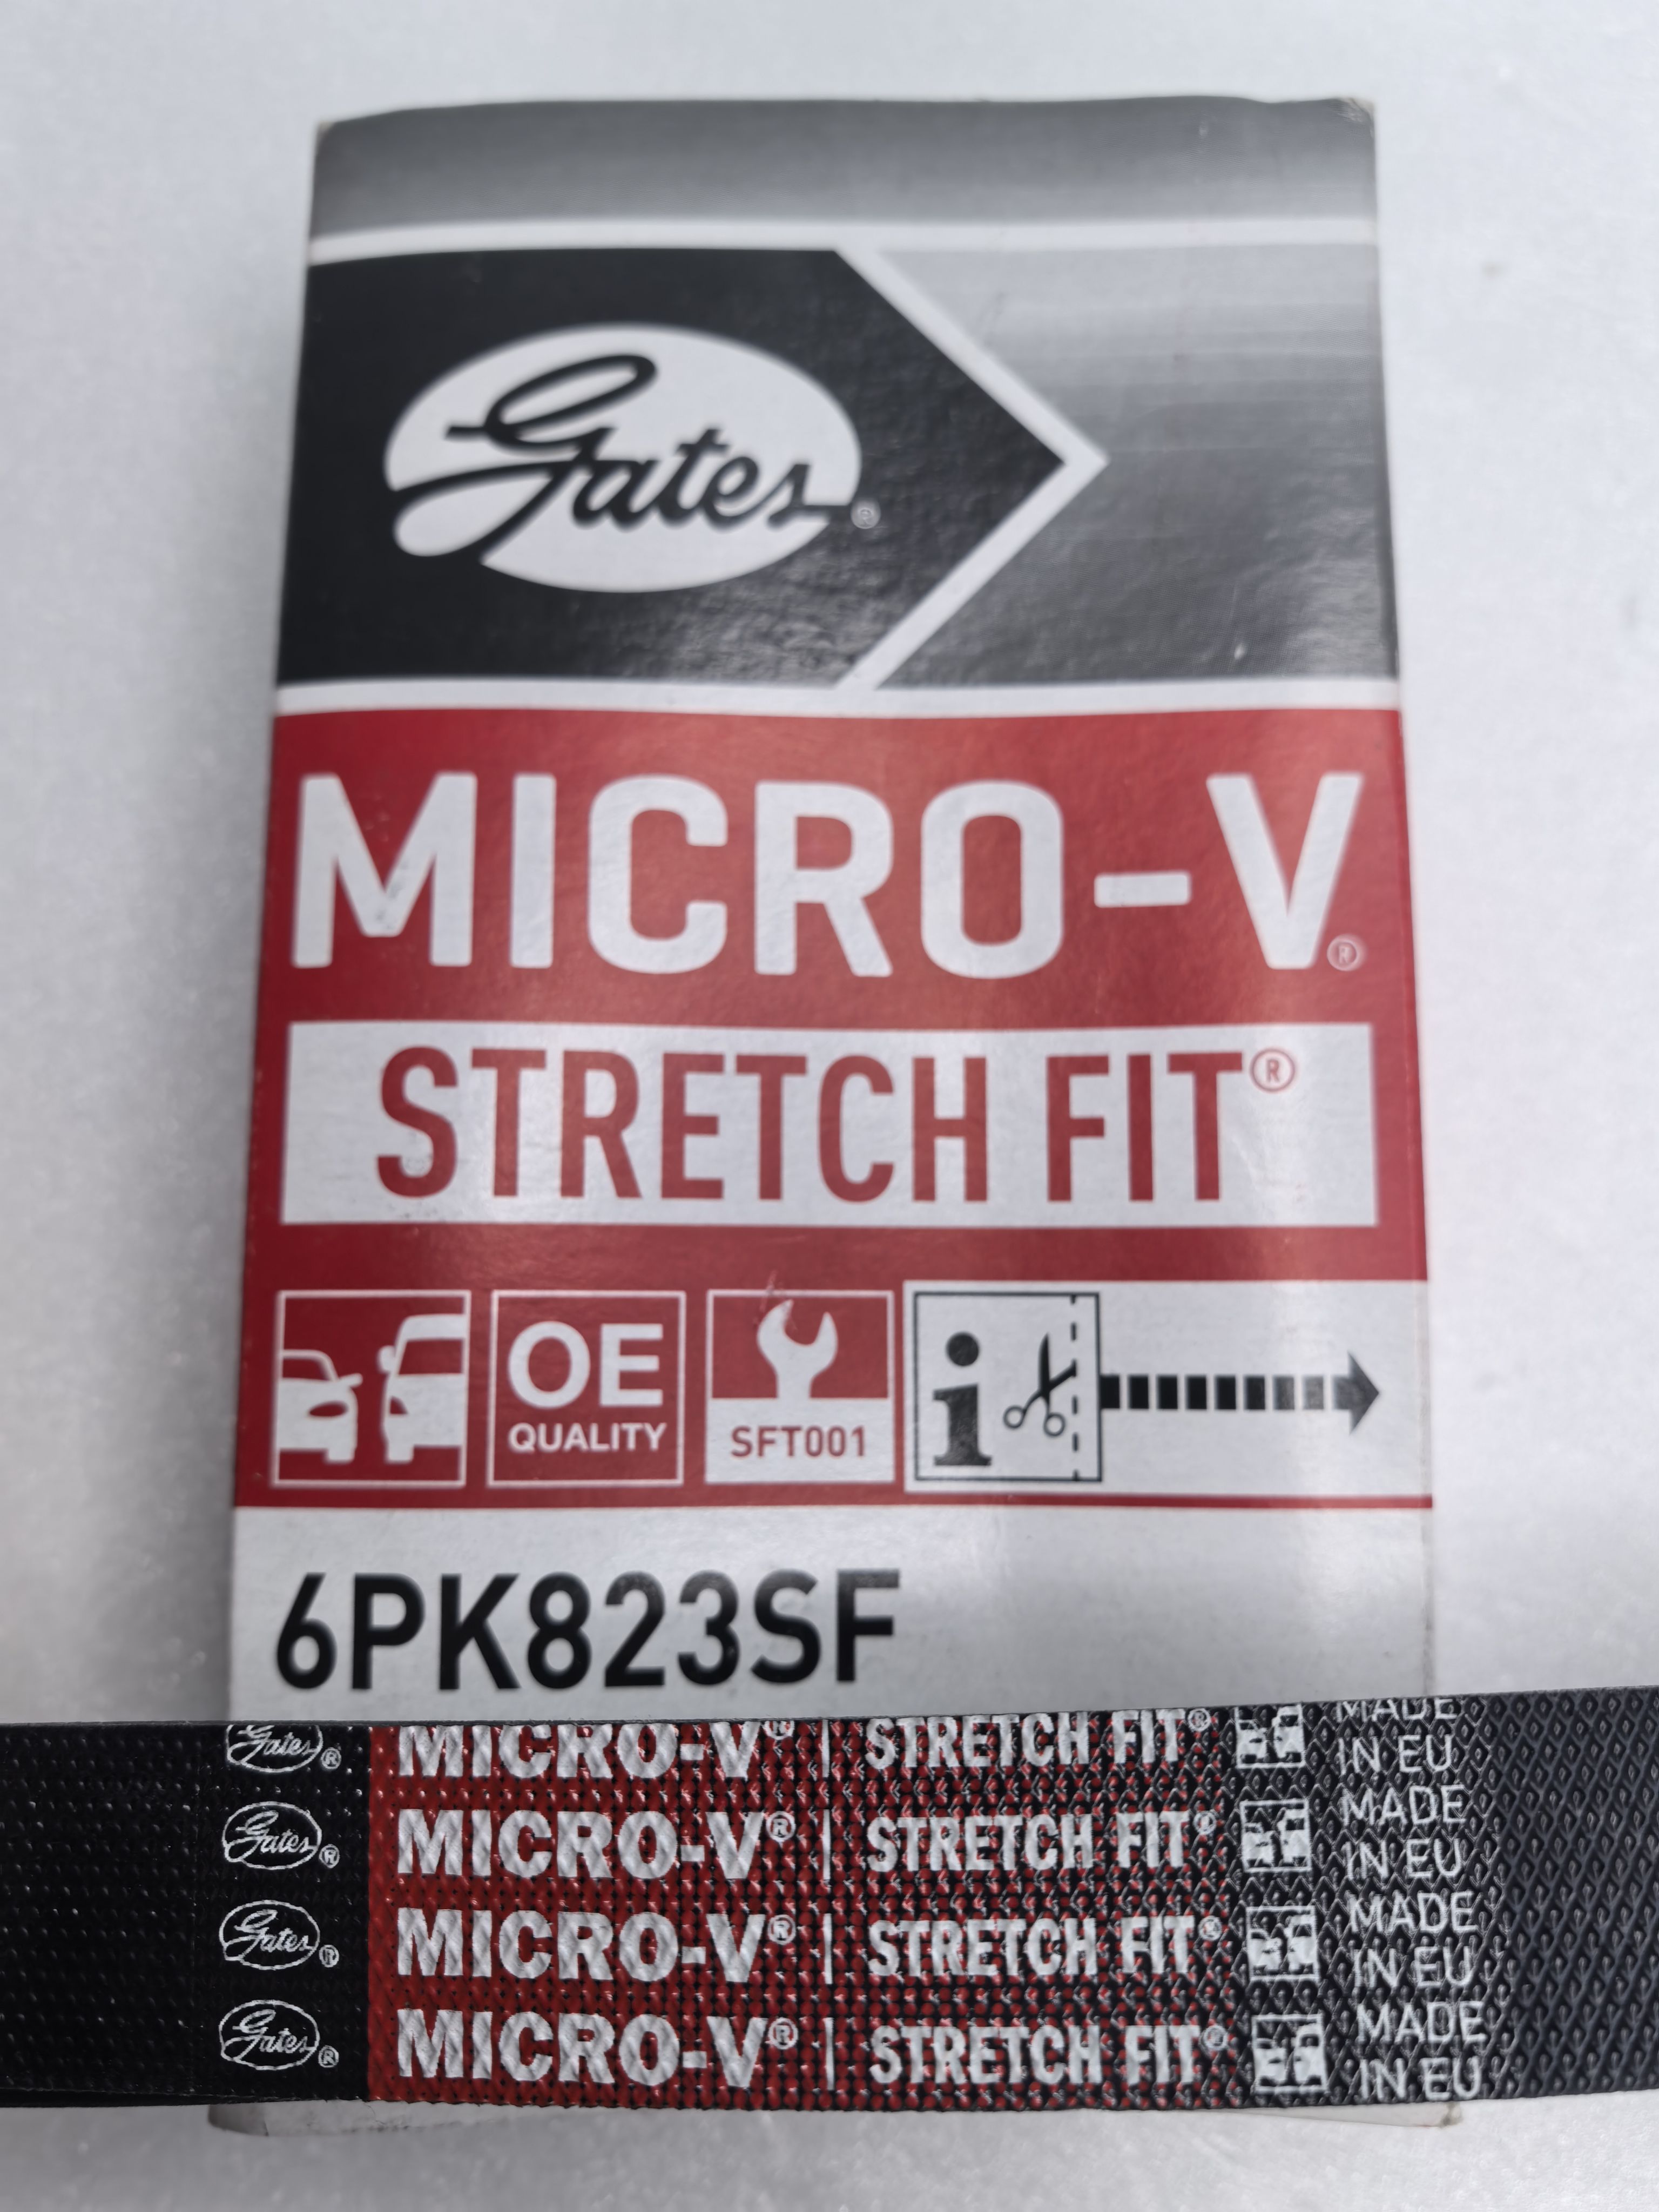 Gates®
MICRO-V®
STRETCH FIT®
OE
QUALITY
SFT001
i
6PK823SF
Gates® MICRO-V® | STRETCH FIT® MADE
IN EU
Gates® MICRO-V® | STRETCH FIT® MADE
IN EU
Gates® MICRO-V® | STRETCH FIT® MADE
IN EU
Gates® MICRO-V® | STRETCH FIT® MADE
IN EU